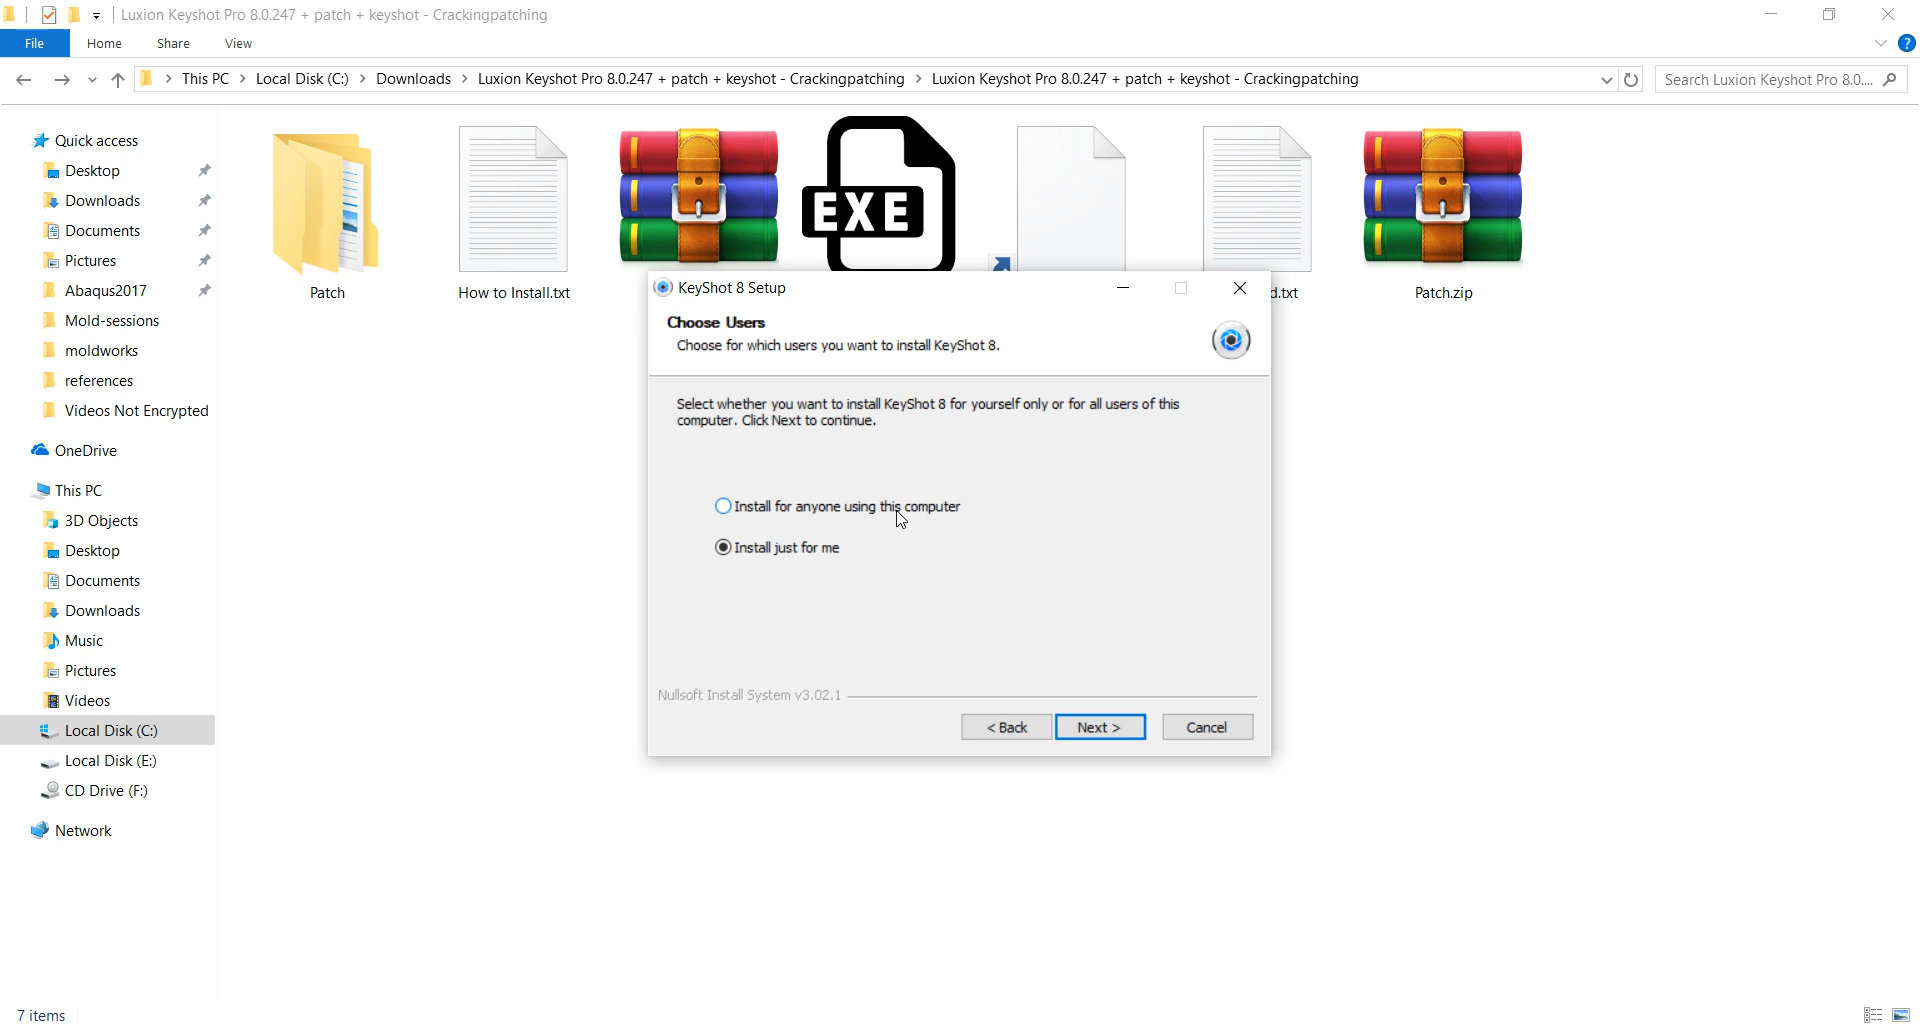 Luxion Keyshot Pro 8.0.247 + patch + keyshot - Crackingpatching
File Home Share View
This PC > Local Disk (C:) > Downloads > Luxion Keyshot Pro 8.0.247 + patch + keyshot - Crackingpatching > Luxion Keyshot Pro 8.0.247 + patch + keyshot - Crackingpatching
Search Luxion Keyshot Pro 8.0....
Quick access
Desktop
Downloads
Documents
Pictures
Abaqus2017
Mold-sessions
moldworks
references
Videos Not Encrypted
OneDrive
This PC
3D Objects
Desktop
Documents
Downloads
Music
Pictures
Videos
Local Disk (C:)
Local Disk (E:)
CD Drive (F:)
Network
EXE
Patch
How to Install.txt
d.txt
Patch.zip
KeyShot 8 Setup
Choose Users
Choose for which users you want to install KeyShot 8.
Select whether you want to install KeyShot 8 for yourself only or for all users of this
computer. Click Next to continue.
Install for anyone using this computer
Install just for me
Nullsoft Install System v3.02.1
< Back Next > Cancel
7 items